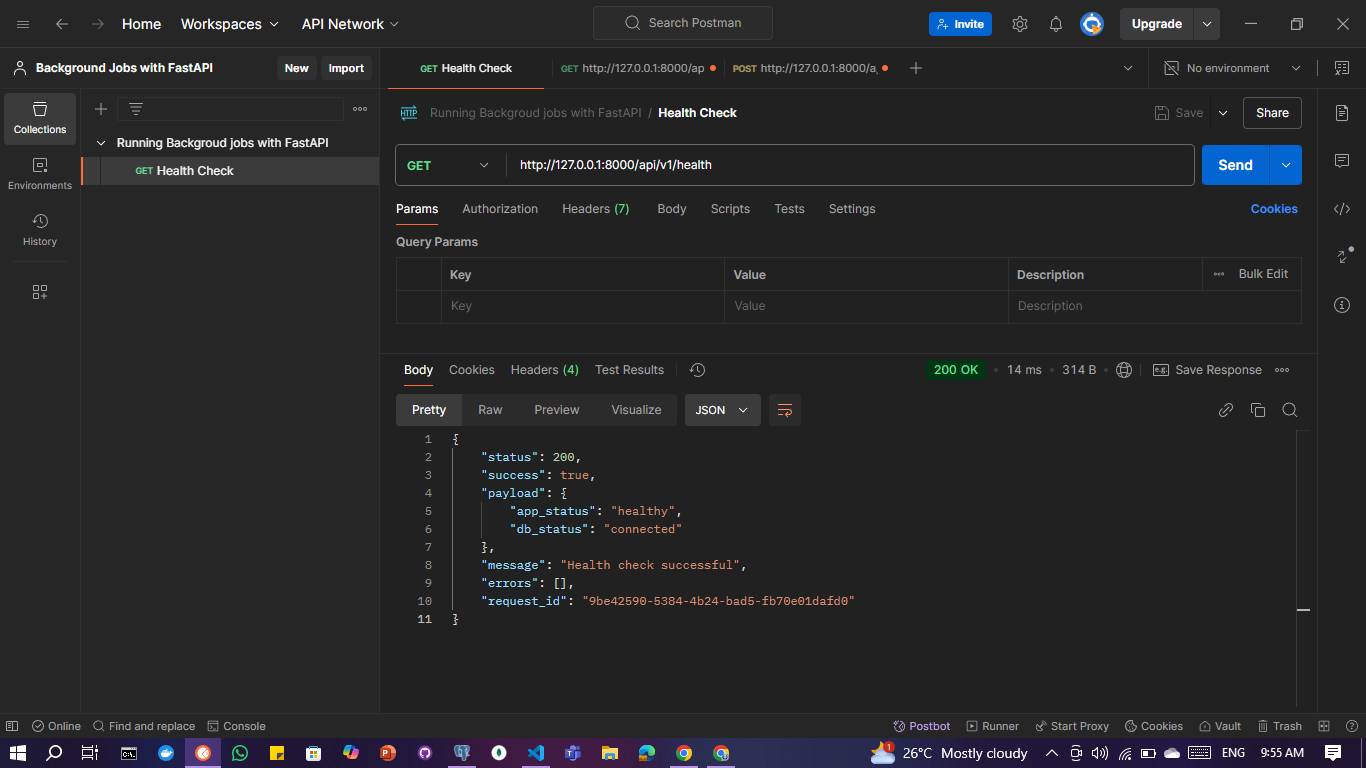 Home Workspaces API Network Search Postman Invite Upgrade
Background Jobs with FastAPI New Import GET Health Check GET http://127.0.0.1:8000/ap POST http://127.0.0.1:8000/a No environment
Collections
Environments
History
Running Backgroud jobs with FastAPI
GET Health Check
HTTP Running Backgroud jobs with FastAPI / Health Check Save Share
GET http://127.0.0.1:8000/api/v1/health Send
Params Authorization Headers (7) Body Scripts Tests Settings Cookies
Query Params
Key Value Description Bulk Edit
Key Value Description
Body Cookies Headers (4) Test Results 200 OK 14 ms 314 B e.g. Save Response
Pretty Raw Preview Visualize JSON
1 {
2 "status": 200,
3 "success": true,
4 "payload": {
5 "app_status": "healthy",
6 "db_status": "connected"
7 },
8 "message": "Health check successful",
9 "errors": [],
10 "request_id": "9be42590-5384-4b24-bad5-fb70e01dafd0"
11 }
Online Find and replace Console Postbot Runner Start Proxy Cookies Vault Trash
1 26°C Mostly cloudy ENG 9:55 AM